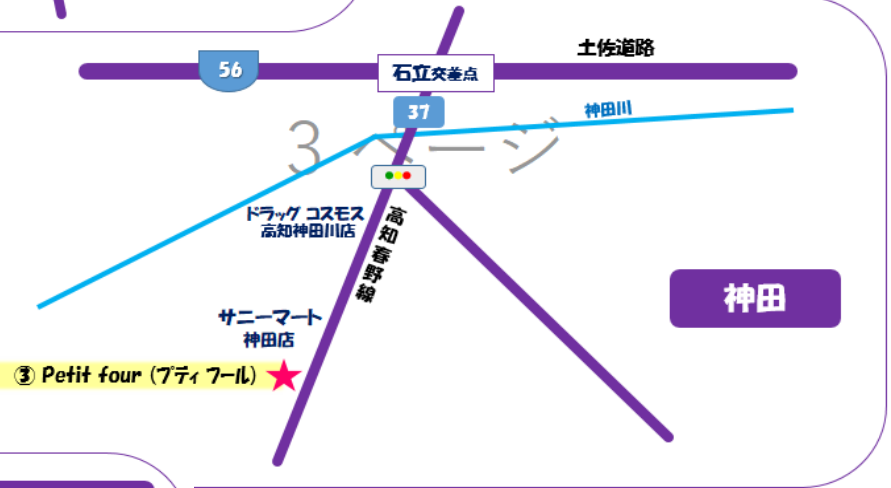 土佐道路
56
石立交差点
37
神田川
3 ページ
ドラッグ コスモス
高知神田川店
高知春野線
神田
サニーマート
神田店
③ Petit four (プティ フール)